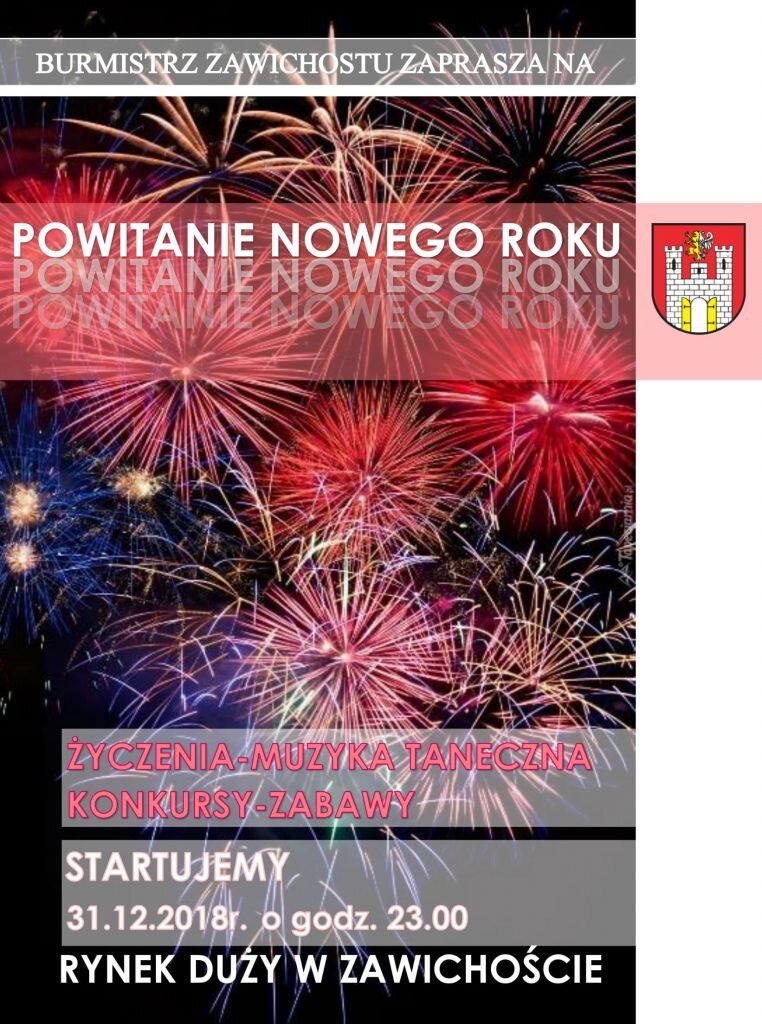 BURMISTRZ ZAWICHOSTU ZAPRASZA NA
POWITANIE NOWEGO ROKU
POWITANIE NOWEGO ROKU
POWITANIE NOWEGO ROKU
ŻYCZENIA-MUZYKA TANECZNA
KONKURSY-ZABAWY
STARTUJEMY
31.12.2018r. o godz. 23.00
RYNEK DUŻY W ZAWICHOŚCIE